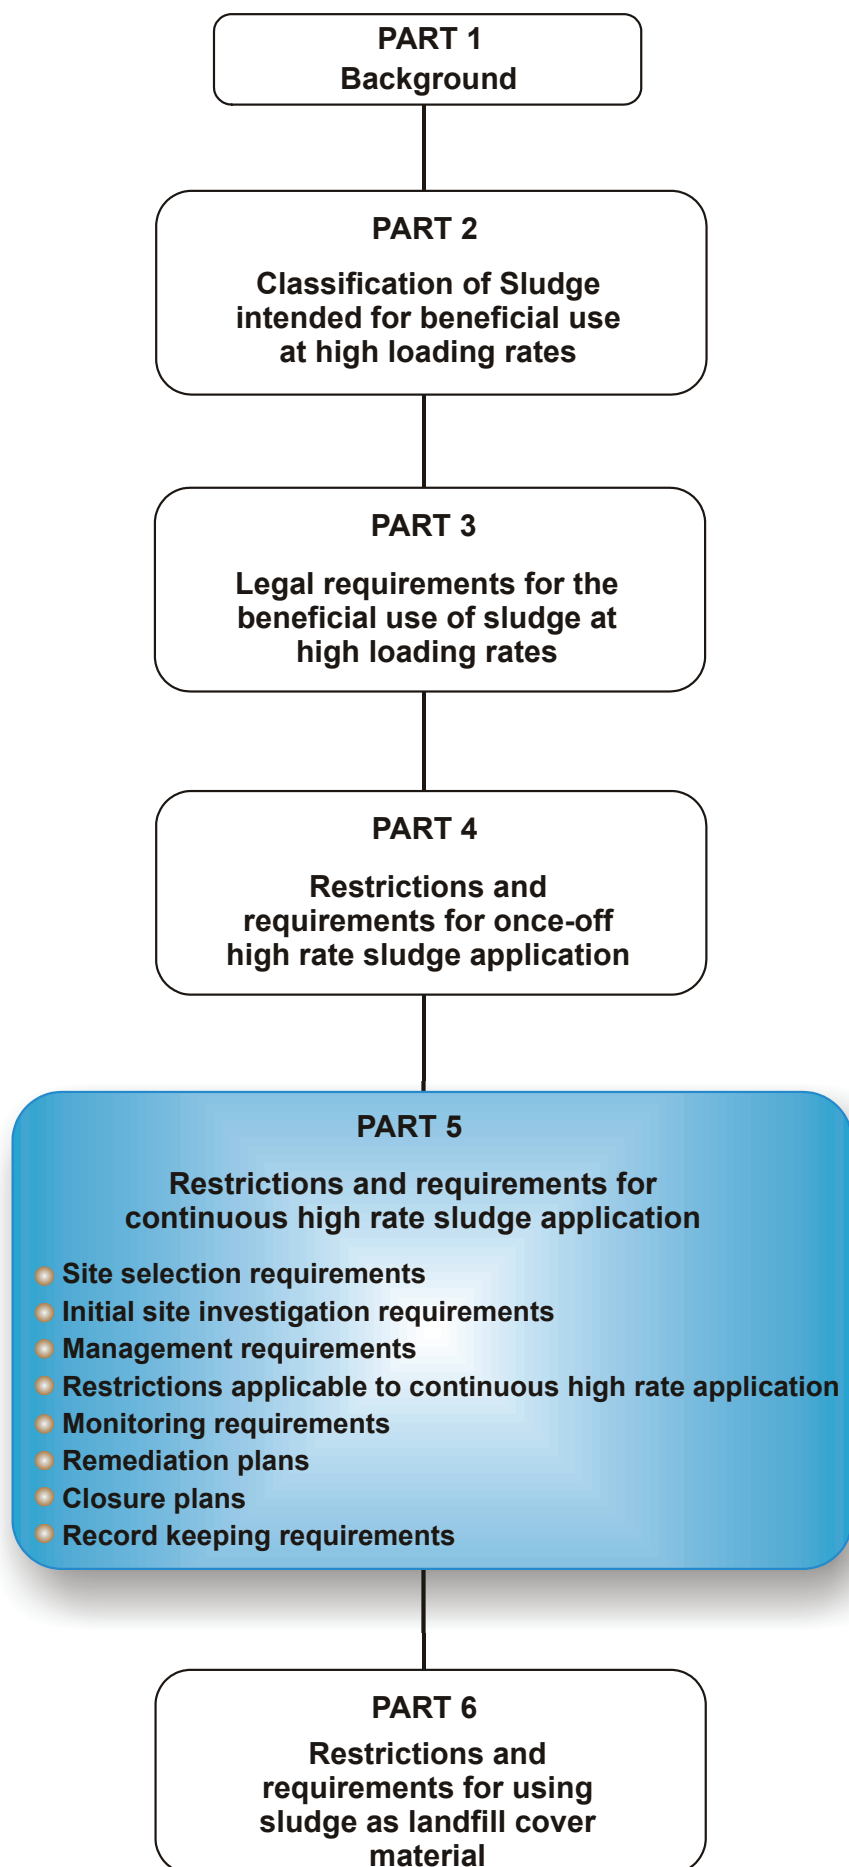 PART 1
Background
PART 2
Classification of Sludge
intended for beneficial use
at high loading rates
PART 3
Legal requirements for the
beneficial use of sludge at
high loading rates
PART 4
Restrictions and
requirements for once-off
high rate sludge application
PART 5
Restrictions and requirements for
continuous high rate sludge application
Site selection requirements
Initial site investigation requirements
Management requirements
Restrictions applicable to continuous high rate application
Monitoring requirements
Remediation plans
Closure plans
Record keeping requirements
PART 6
Restrictions and
requirements for using
sludge as landfill cover
material